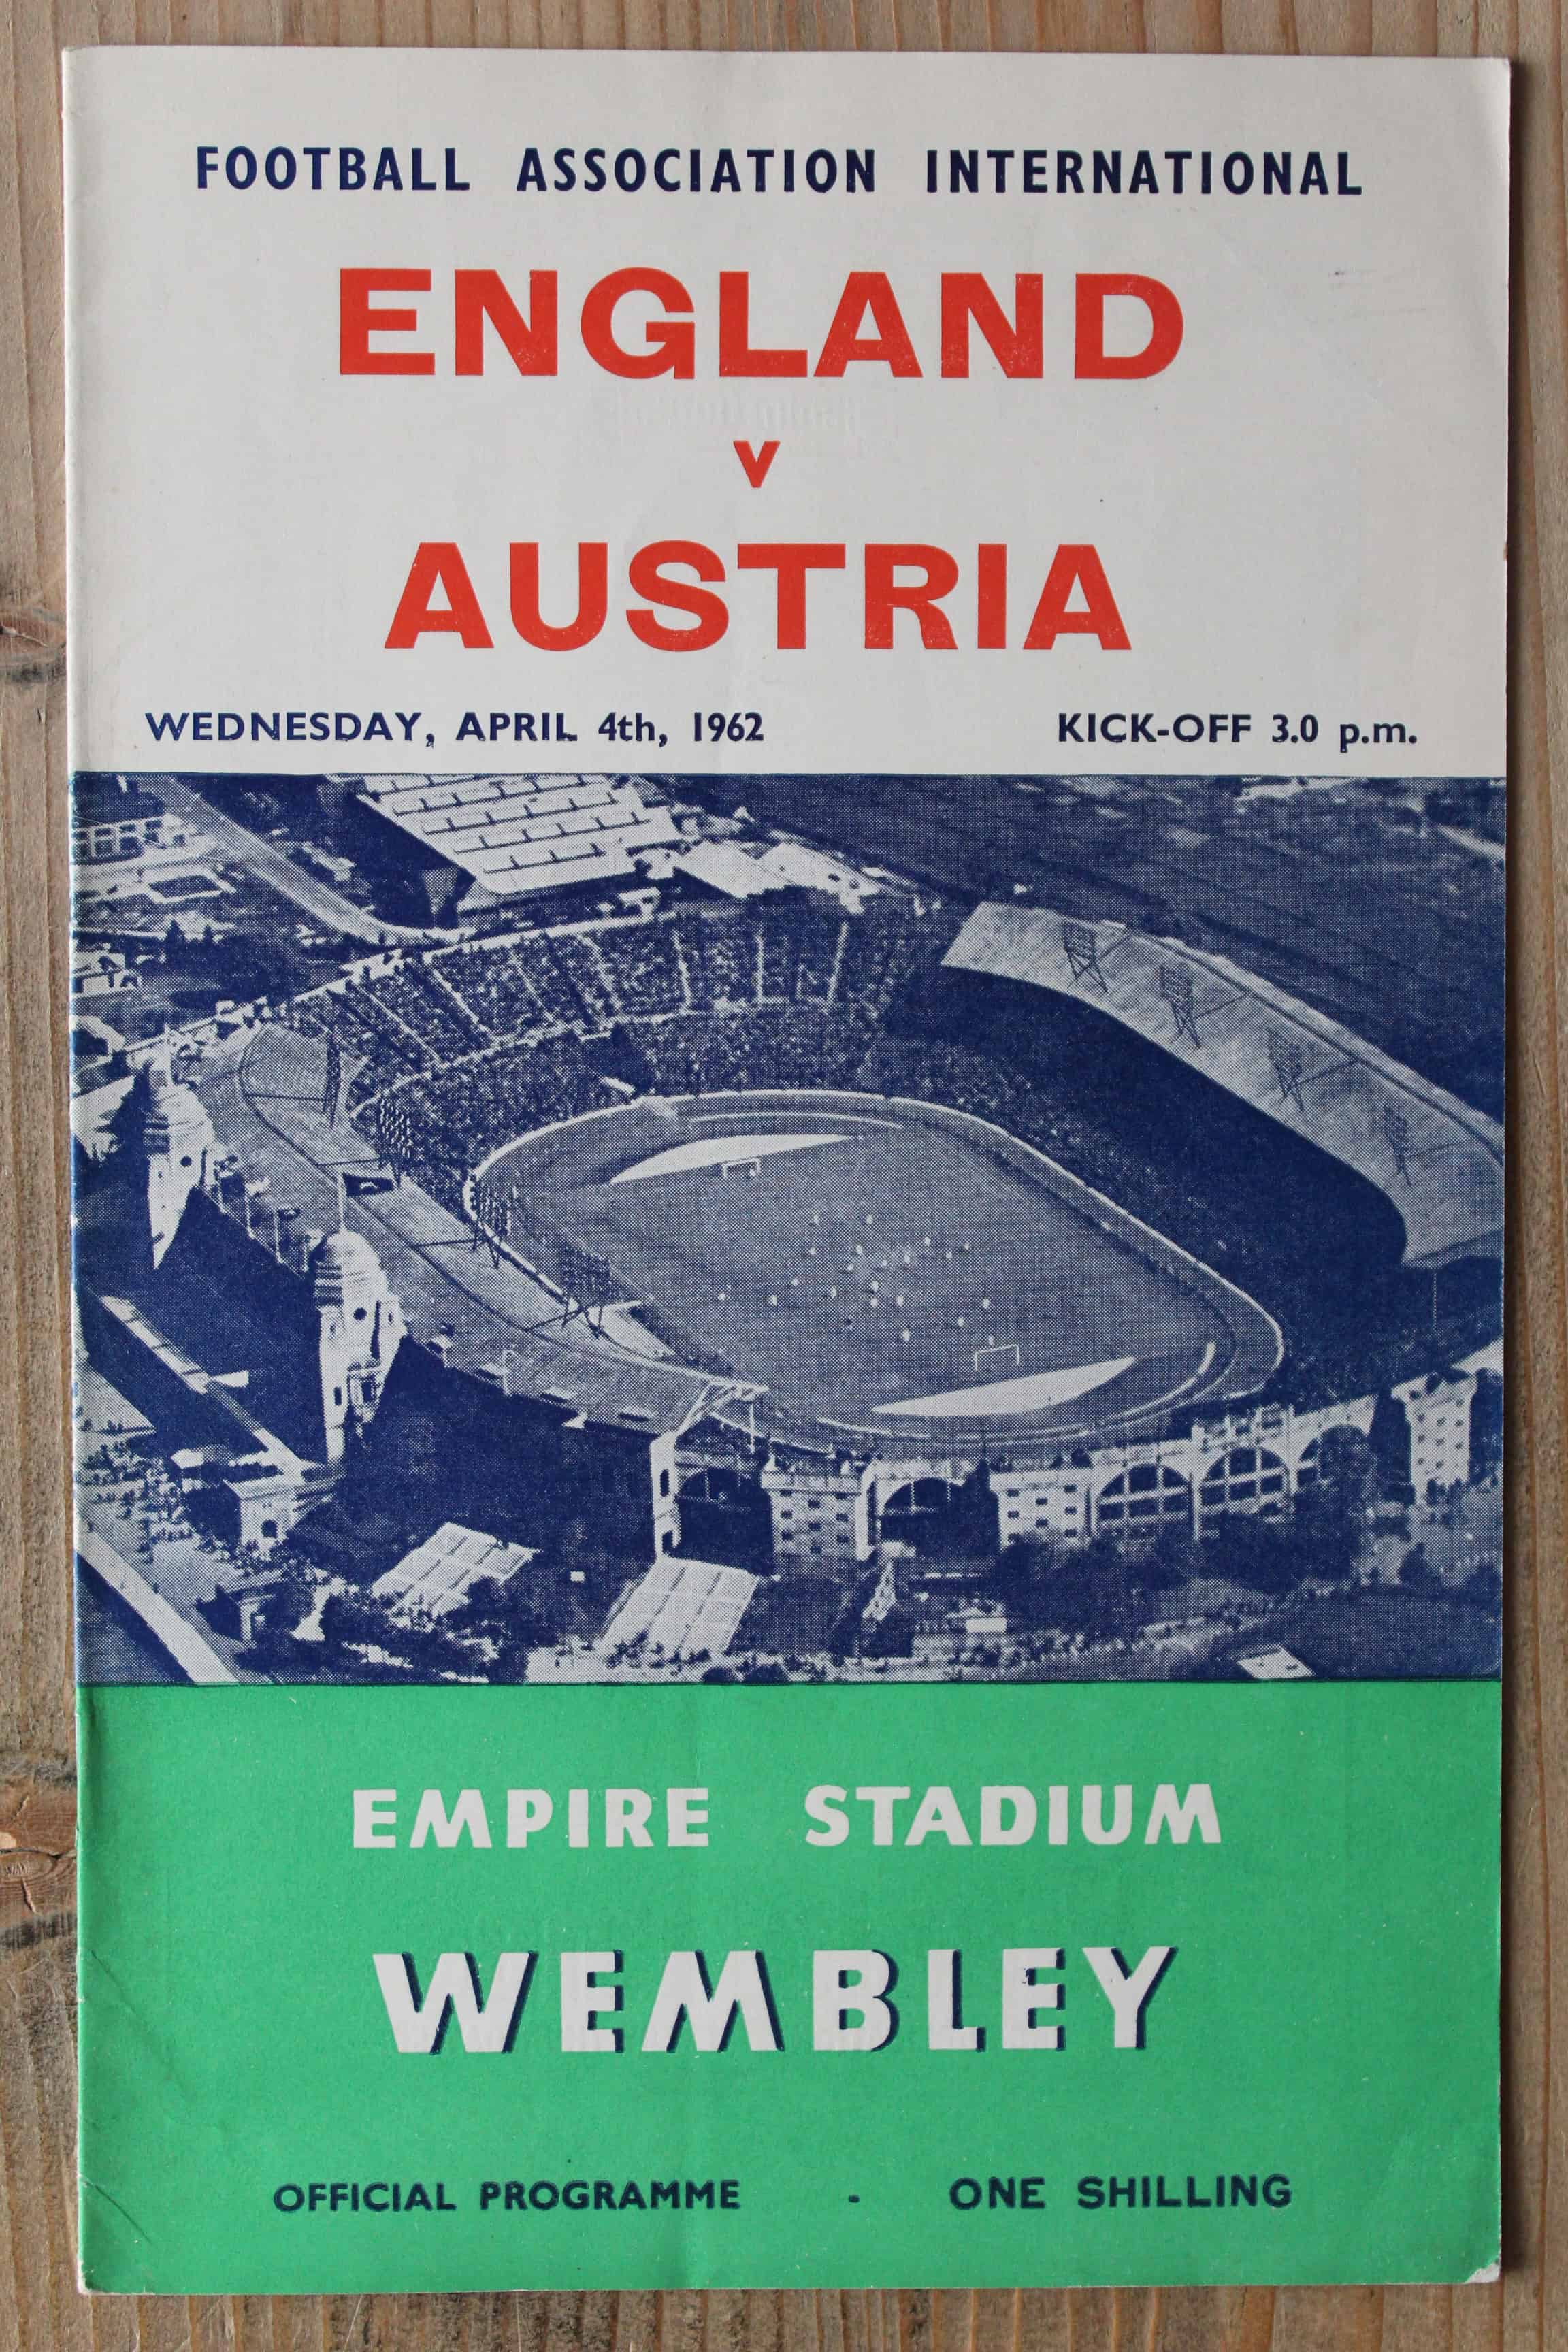 FOOTBALL ASSOCIATION INTERNATIONAL
ENGLAND
v
AUSTRIA
WEDNESDAY, APRIL 4th, 1962 KICK-OFF 3.0 p.m.
EMPIRE STADIUM
WEMBLEY
OFFICIAL PROGRAMME - ONE SHILLING